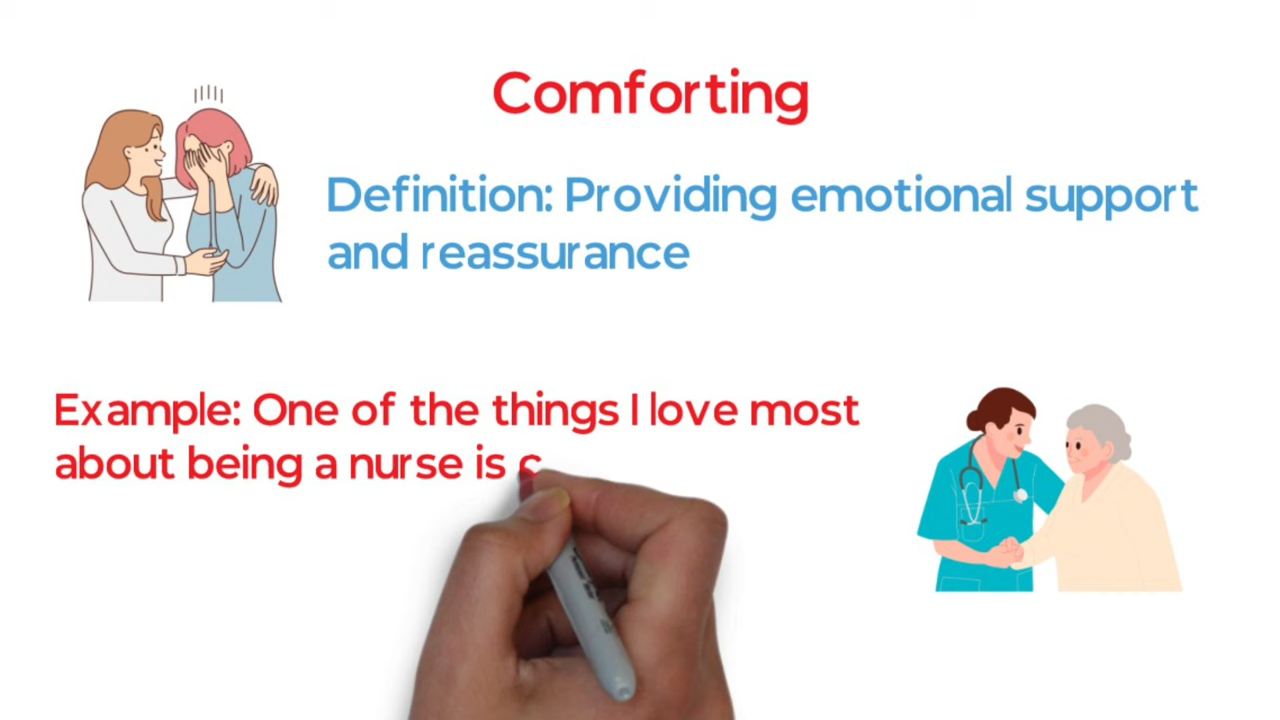 Comforting
Definition: Providing emotional support
and reassurance
Example: One of the things I love most
about being a nurse is